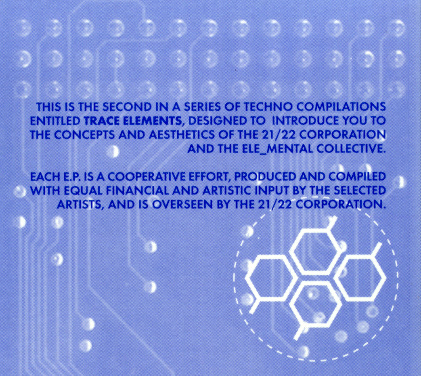 THIS IS THE SECOND IN A SERIES OF TECHNO COMPILATIONS
ENTITLED TRACE ELEMENTS, DESIGNED TO INTRODUCE YOU TO
THE CONCEPTS AND AESTHETICS OF THE 21/22 CORPORATION
AND THE ELE_MENTAL COLLECTIVE.
EACH E.P. IS A COOPERATIVE EFFORT, PRODUCED AND COMPILED
WITH EQUAL FINANCIAL AND ARTISTIC INPUT BY THE SELECTED
ARTISTS, AND IS OVERSEEN BY THE 21/22 CORPORATION.